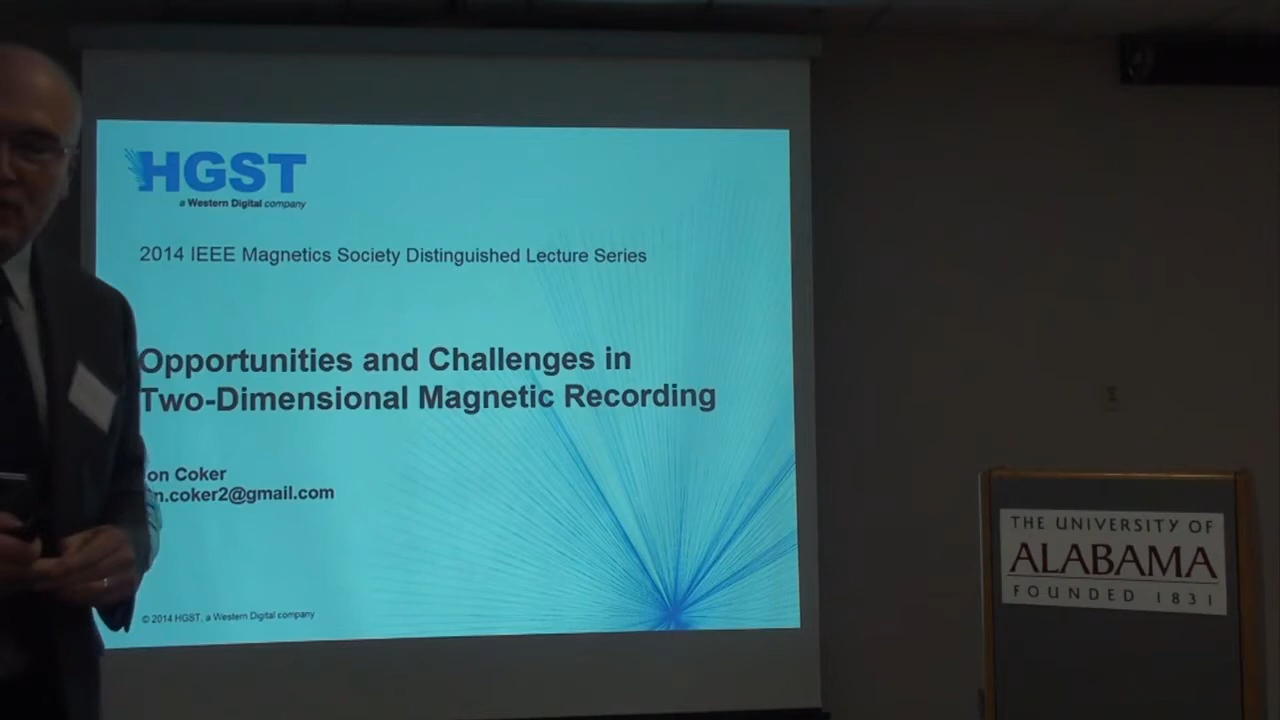 HGST
a Western Digital company
2014 IEEE Magnetics Society Distinguished Lecture Series
Opportunities and Challenges in
Two-Dimensional Magnetic Recording
on Coker
n.coker2@gmail.com
© 2014 HGST, a Western Digital company
THE UNIVERSITY OF
ALABAMA
FOUNDED 1831